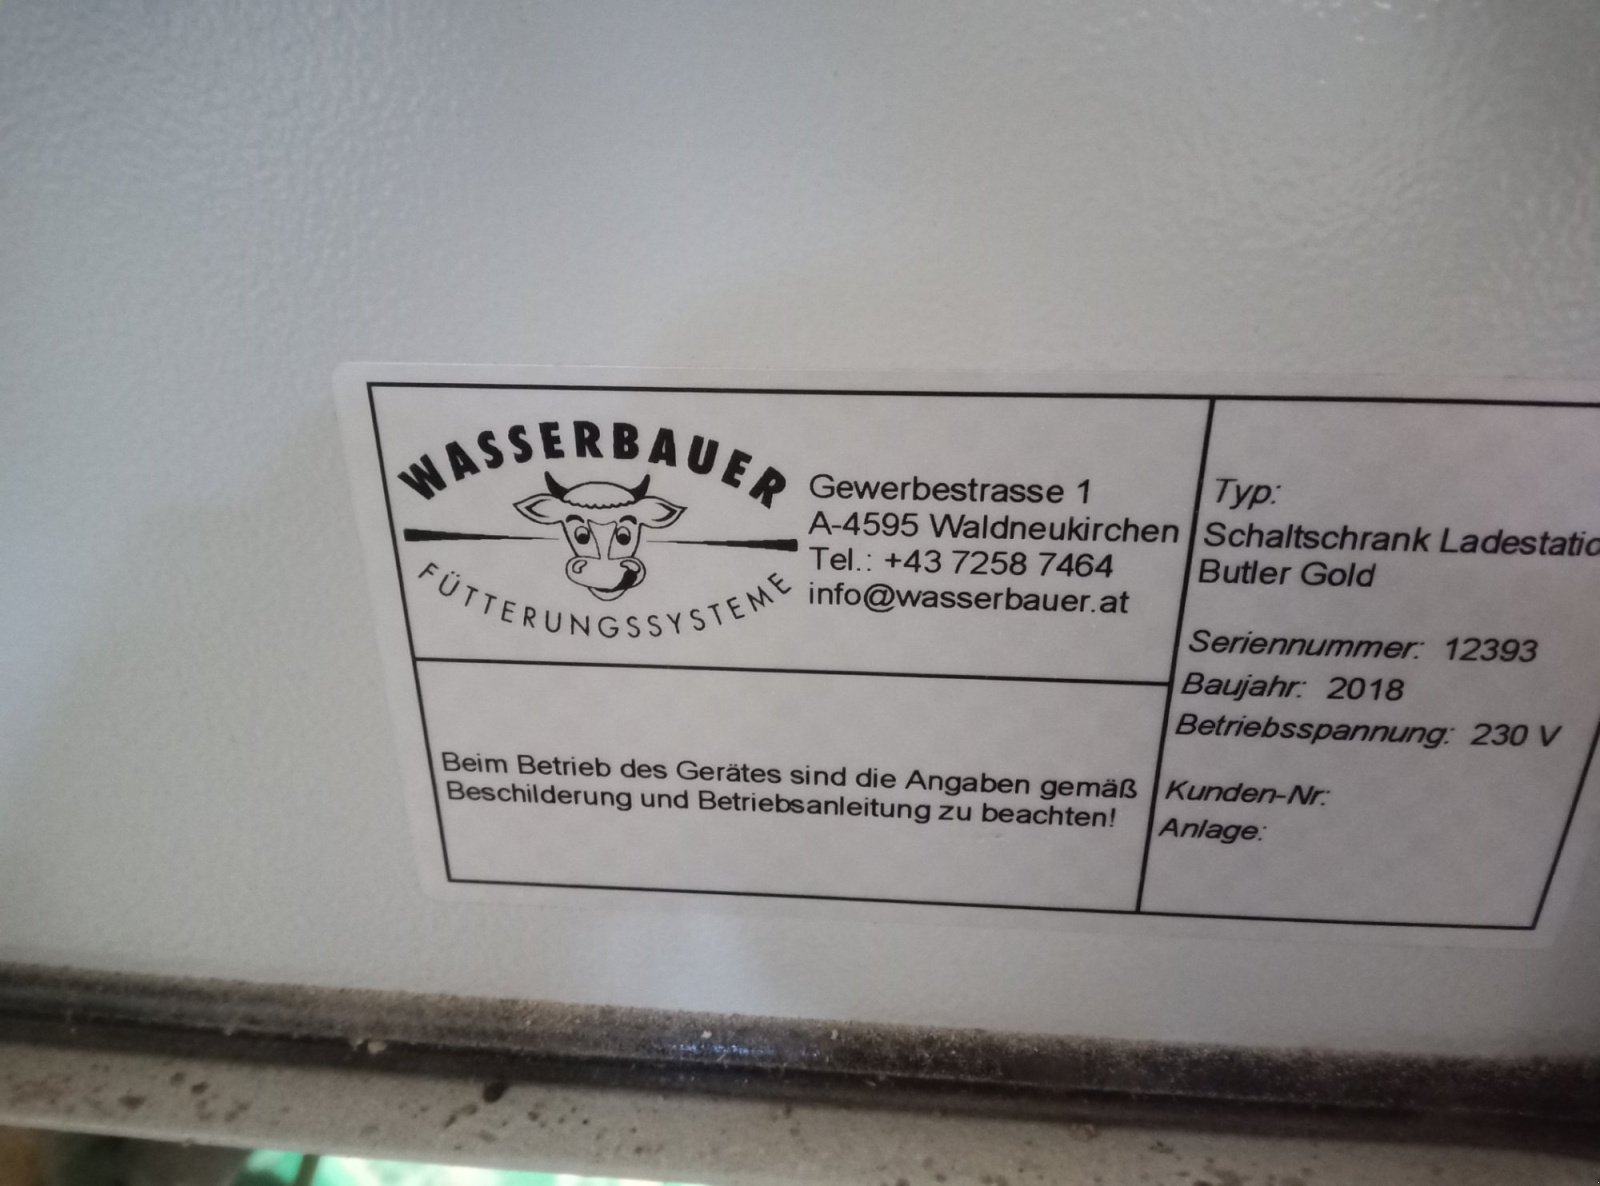 WASSERBAUER
FÜTTERUNGSSYSTEME
Gewerbestrasse 1
A-4595 Waldneukirchen
Tel.: +43 7258 7464
info@wasserbauer.at
Beim Betrieb des Gerätes sind die Angaben gemäß
Beschilderung und Betriebsanleitung zu beachten!
Typ:
Schaltschrank Ladestatio
Butler Gold
Seriennummer: 12393
Baujahr: 2018
Betriebsspannung: 230 V
Kunden-Nr:
Anlage: